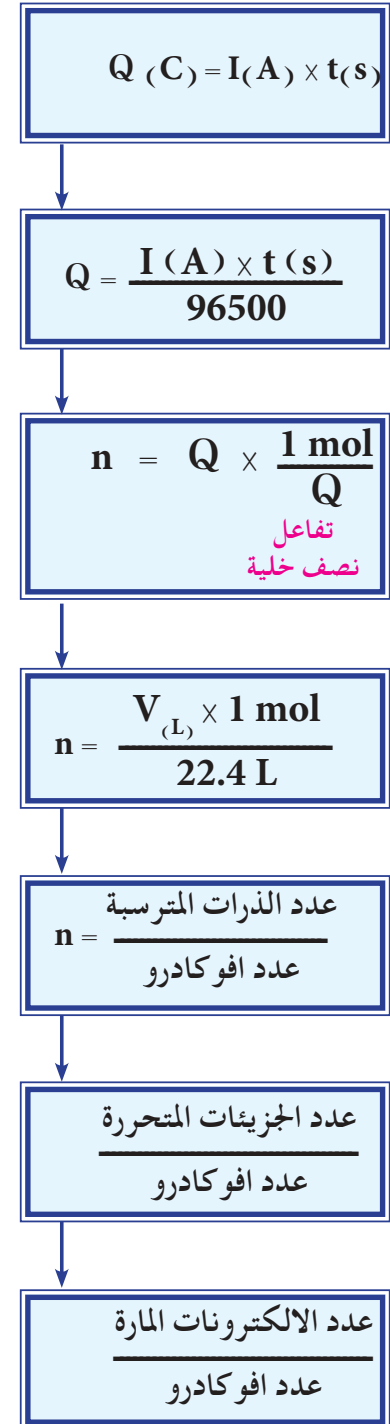 Q (C) = I(A) × t(s)
Q = I (A) × t (s)
96500
n = Q × 1 mol
Q
تفاعل
نصف خلية
n = V(L) × 1 mol
22.4 L
n = عدد الذرات المترسبة
عدد افوكادرو
عدد الجزيئات المتحررة
عدد افوكادرو
عدد الالكترونات المارة
عدد افوكادرو